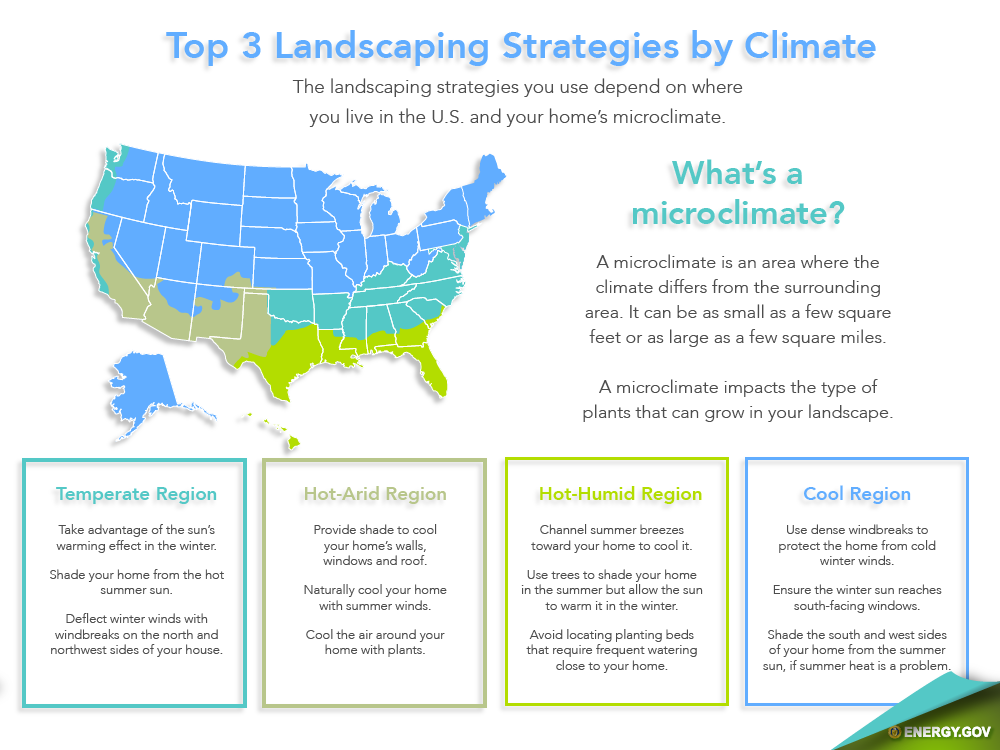 Top 3 Landscaping Strategies by Climate
The landscaping strategies you use depend on where
you live in the U.S. and your home's microclimate.
What's a
microclimate?
A microclimate is an area where the
climate differs from the surrounding
area. It can be as small as a few square
feet or as large as a few square miles.
A microclimate impacts the type of
plants that can grow in your landscape.
Temperate Region
Take advantage of the sun's
warming effect in the winter.
Shade your home from the hot
summer sun.
Deflect winter winds with
windbreaks on the north and
northwest sides of your house.
Hot-Arid Region
Provide shade to cool
your home's walls,
windows and roof.
Naturally cool your home
with summer winds.
Cool the air around your
home with plants.
Hot-Humid Region
Channel summer breezes
toward your home to cool it.
Use trees to shade your home
in the summer but allow the sun
to warm it in the winter.
Avoid locating planting beds
that require frequent watering
close to your home.
Cool Region
Use dense windbreaks to
protect the home from cold
winter winds.
Ensure the winter sun reaches
south-facing windows.
Shade the south and west sides
of your home from the summer
sun, if summer heat is a problem.
ENERGY.GOV